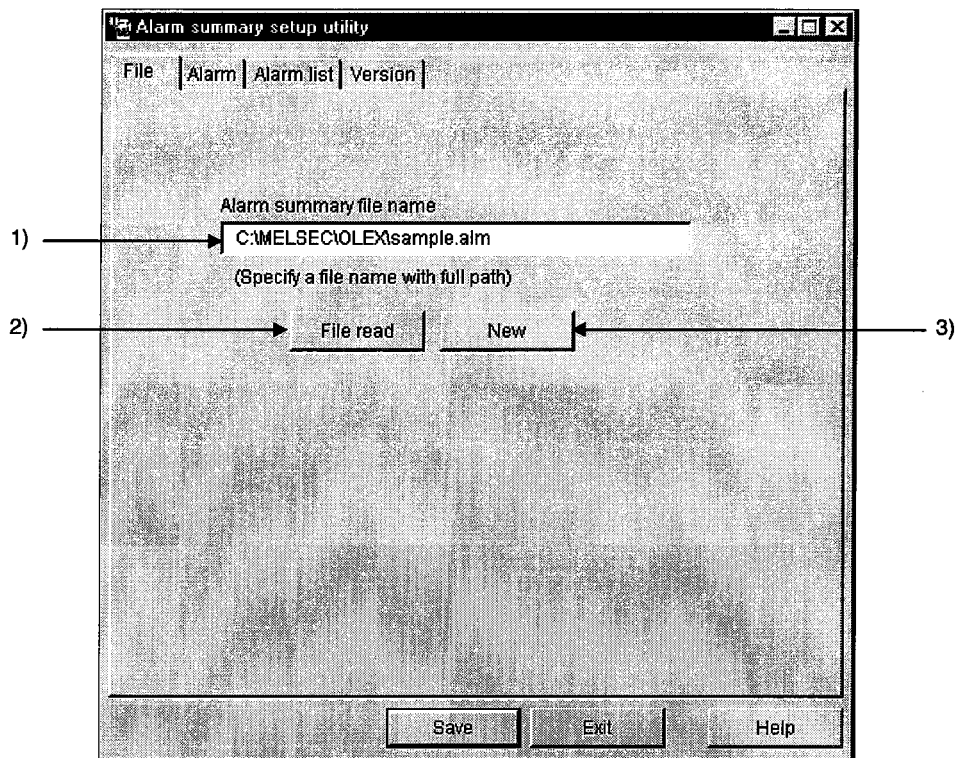 Alarm summary setup utility
File Alarm Alarm list Version
Alarm summary file name
1) C:\MELSEC\OLEX\sample.alm
(Specify a file name with full path)
2) File read New 3)
Save Exit Help